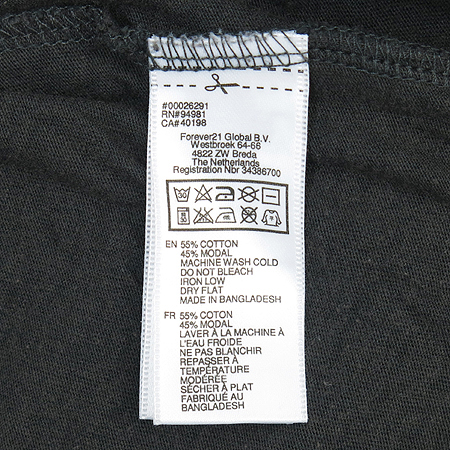 #00026291
RN#94981
CA#40198
Forever21 Global B.V.
Westbroek 64-66
4822 ZW Breda
The Netherlands
Registration Nbr 34386700
EN 55% COTTON
45% MODAL
MACHINE WASH COLD
DO NOT BLEACH
IRON LOW
DRY FLAT
MADE IN BANGLADESH
FR 55% COTON
45% MODAL
LAVER À LA MACHINE À
L'EAU FROIDE
NE PAS BLANCHIR
REPASSER À
TEMPÉRATURE
MODÉRÉE
SÉCHER À PLAT
FABRIQUÉ AU
BANGLADESH